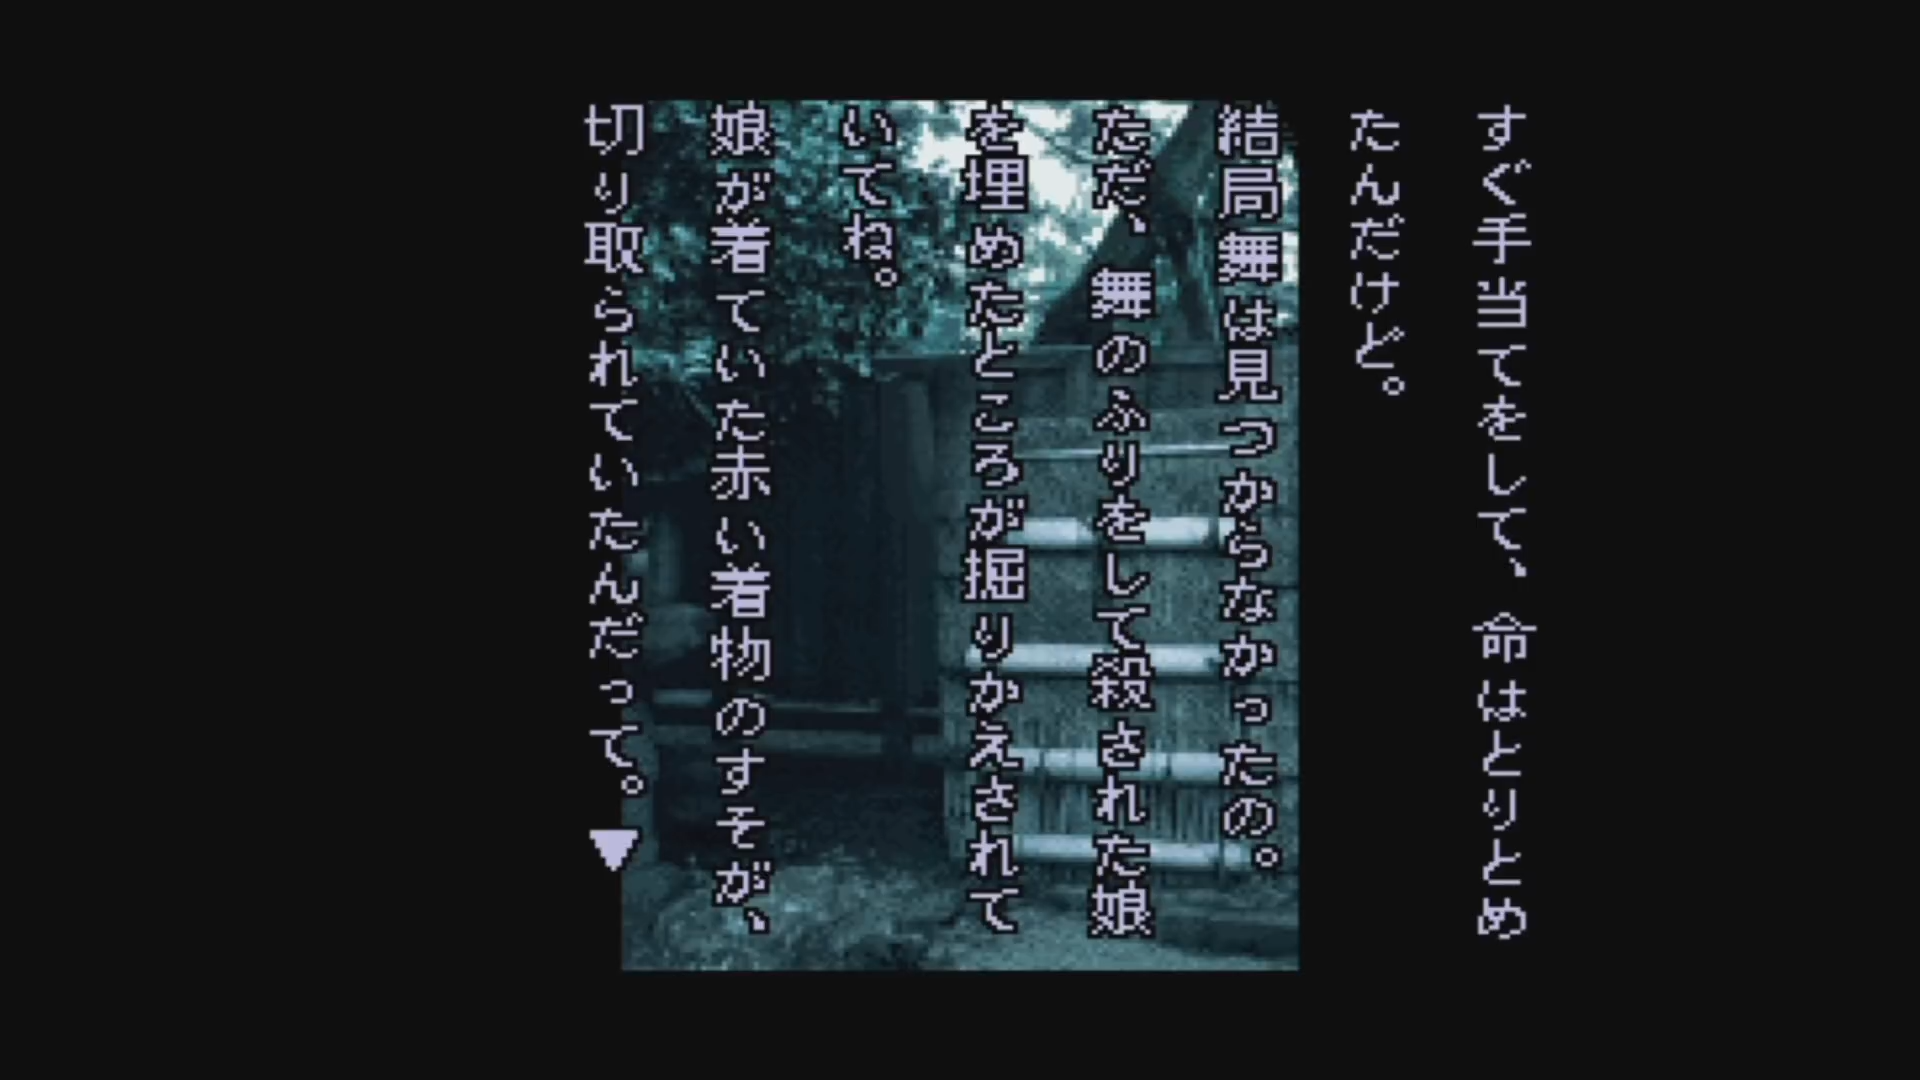 すぐ手当てをして、命はとりとめ
たんだけど。
結局舞は見つからなかったの。
ただ、舞のふりをして殺された娘
を埋めたところが掘りかえされて
いてね。
娘が着ていた赤い着物のすそが、
切り取られていたんだって。▼